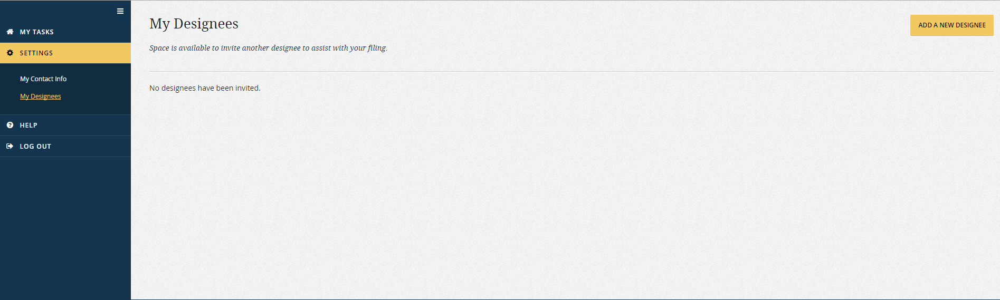 MY TASKS
SETTINGS
My Contact Info
My Designees
HELP
LOG OUT
My Designees
ADD A NEW DESIGNEE
Space is available to invite another designee to assist with your filing.
No designees have been invited.